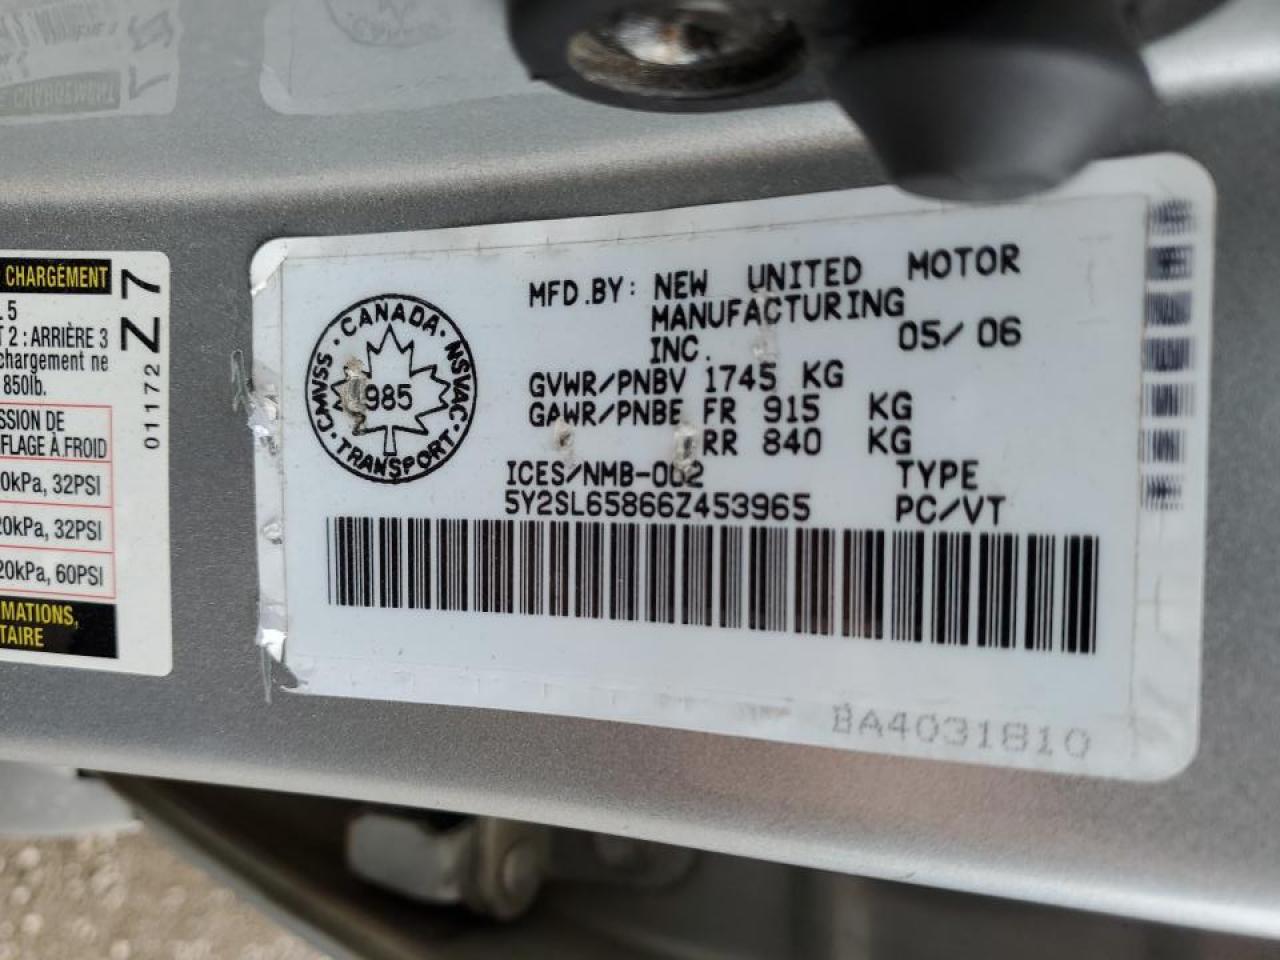 CHARGEMENT
5
2 : ARRIÈRE 3
chargement ne
850lb.
01172 Z 7
SSION DE
FLAGE À FROID
0kPa, 32PSI
20kPa, 32PSI
20kPa, 60PSI
MATIONS,
TAIRE
CANADA · NSVAC · TRANSPORT · CMVSS
985
MFD.BY: NEW UNITED MOTOR
MANUFACTURING
INC. 05/ 06
GVWR/PNBV 1745 KG
GAWR/PNBE FR 915 KG
RR 840 KG
ICES/NMB-002 TYPE
5Y2SL65866Z453965 PC/VT
BA4031810